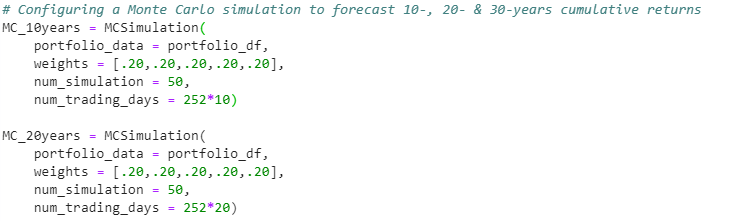 # Configuring a Monte Carlo simulation to forecast 10-, 20- & 30-years cumulative returns
MC_10years = MCSimulation(
    portfolio_data = portfolio_df,
    weights = [.20,.20,.20,.20,.20],
    num_simulation = 50,
    num_trading_days = 252*10)

MC_20years = MCSimulation(
    portfolio_data = portfolio_df,
    weights = [.20,.20,.20,.20,.20],
    num_simulation = 50,
    num_trading_days = 252*20)